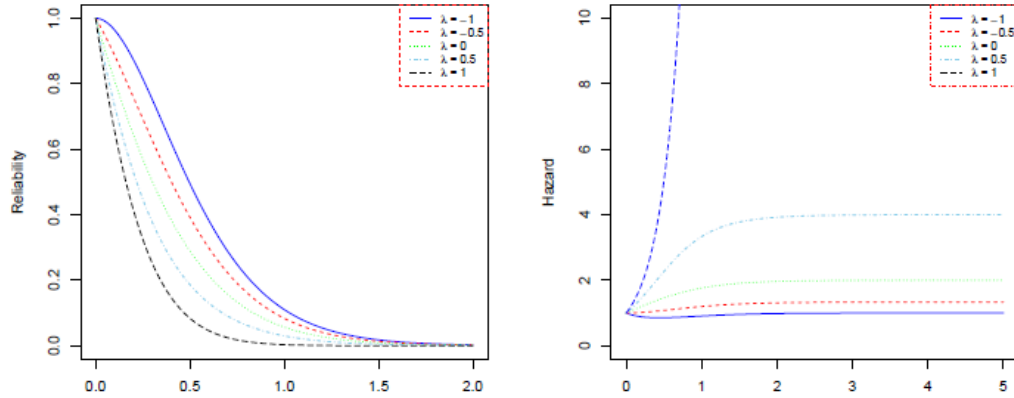 Reliability
1.0
0.8
0.6
0.4
0.2
0.0
0.0 0.5 1.0 1.5 2.0
λ = −1
λ = −0.5
λ = 0
λ = 0.5
λ = 1
Hazard
10
8
6
4
2
0
0 1 2 3 4 5
λ = −1
λ = −0.5
λ = 0
λ = 0.5
λ = 1